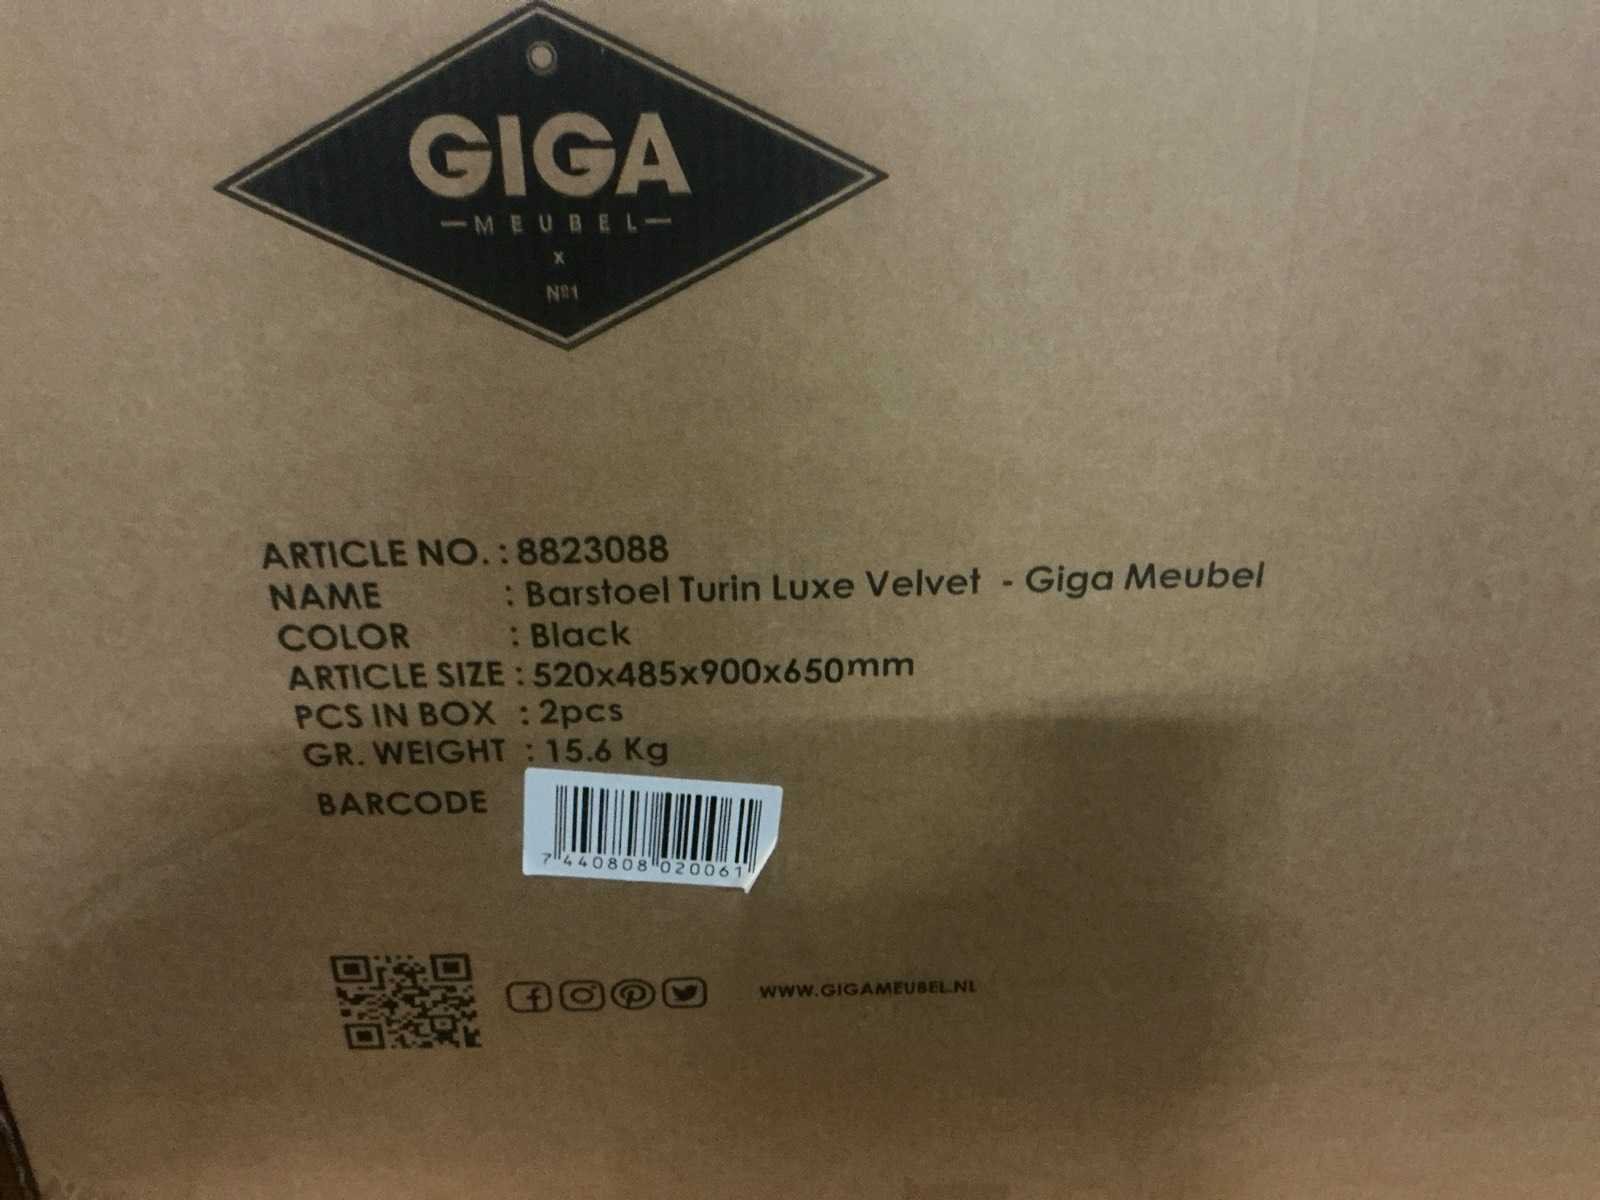 GIGA
MEUBEL
x
Nº1
ARTICLE NO. : 8823088
NAME : Barstoel Turin Luxe Velvet - Giga Meubel
COLOR : Black
ARTICLE SIZE : 520x485x900x650mm
PCS IN BOX : 2pcs
GR. WEIGHT : 15.6 Kg
BARCODE
7 440808 020061
WWW.GIGAMEUBEL.NL